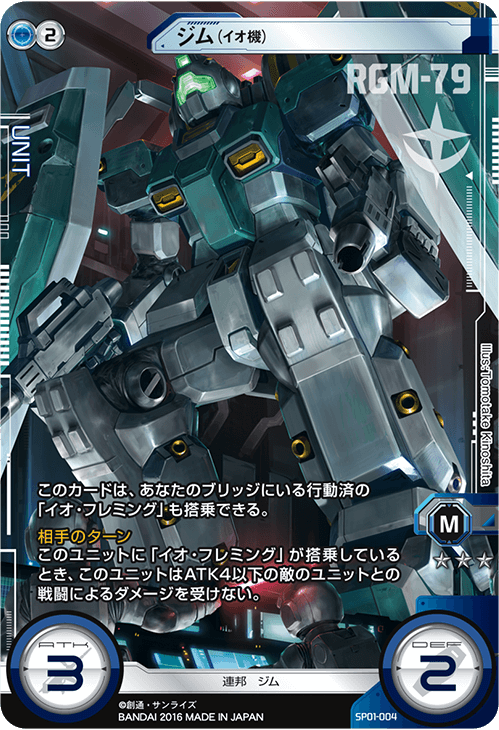 2
ジム(イオ機)
RGM-79
UNIT
Illus:Tomotake Kinoshita
このカードは、あなたのブリッジにいる行動済の
「イオ・フレミング」も搭乗できる。
相手のターン
このユニットに「イオ・フレミング」が搭乗している
とき、このユニットはATK4以下の敵のユニットとの
戦闘によるダメージを受けない。
M
ATK
3
DEF
2
連邦 ジム
©創通・サンライズ
BANDAI 2016 MADE IN JAPAN
SP01-004